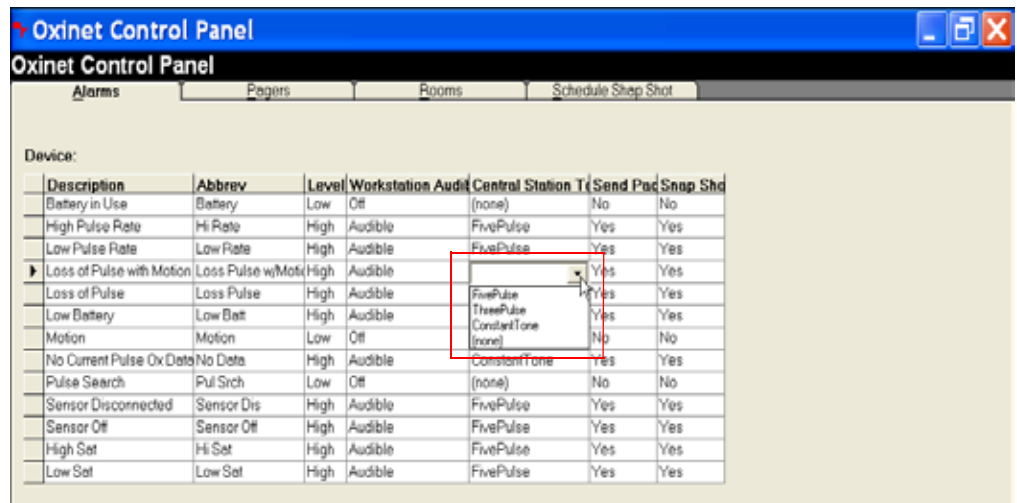 Oxinet Control Panel
Oxinet Control Panel
Alarms Pagers Rooms Schedule Snap Shot
Device:
Description Abbrev Level Workstation Audib Central Station To Send Pag Snap Sho
Battery in Use Battery Low Off (none) No No
High Pulse Rate Hi Rate High Audible FivePulse Yes Yes
Low Pulse Rate Low Rate High Audible FivePulse Yes Yes
Loss of Pulse with Motion Loss Pulse w/Motic High Audible Yes Yes
Loss of Pulse Loss Pulse High Audible FivePulse Yes Yes
Low Battery Low Batt High Audible ThreePulse Yes Yes
ConstantTone
Motion Motion Low Off (none) No No
No Current Pulse Ox Data No Data High Audible ConstantTone Yes Yes
Pulse Search Pul Srch Low Off (none) No No
Sensor Disconnected Sensor Dis High Audible FivePulse Yes Yes
Sensor Off Sensor Off High Audible FivePulse Yes Yes
High Sat Hi Sat High Audible FivePulse Yes Yes
Low Sat Low Sat High Audible FivePulse Yes Yes